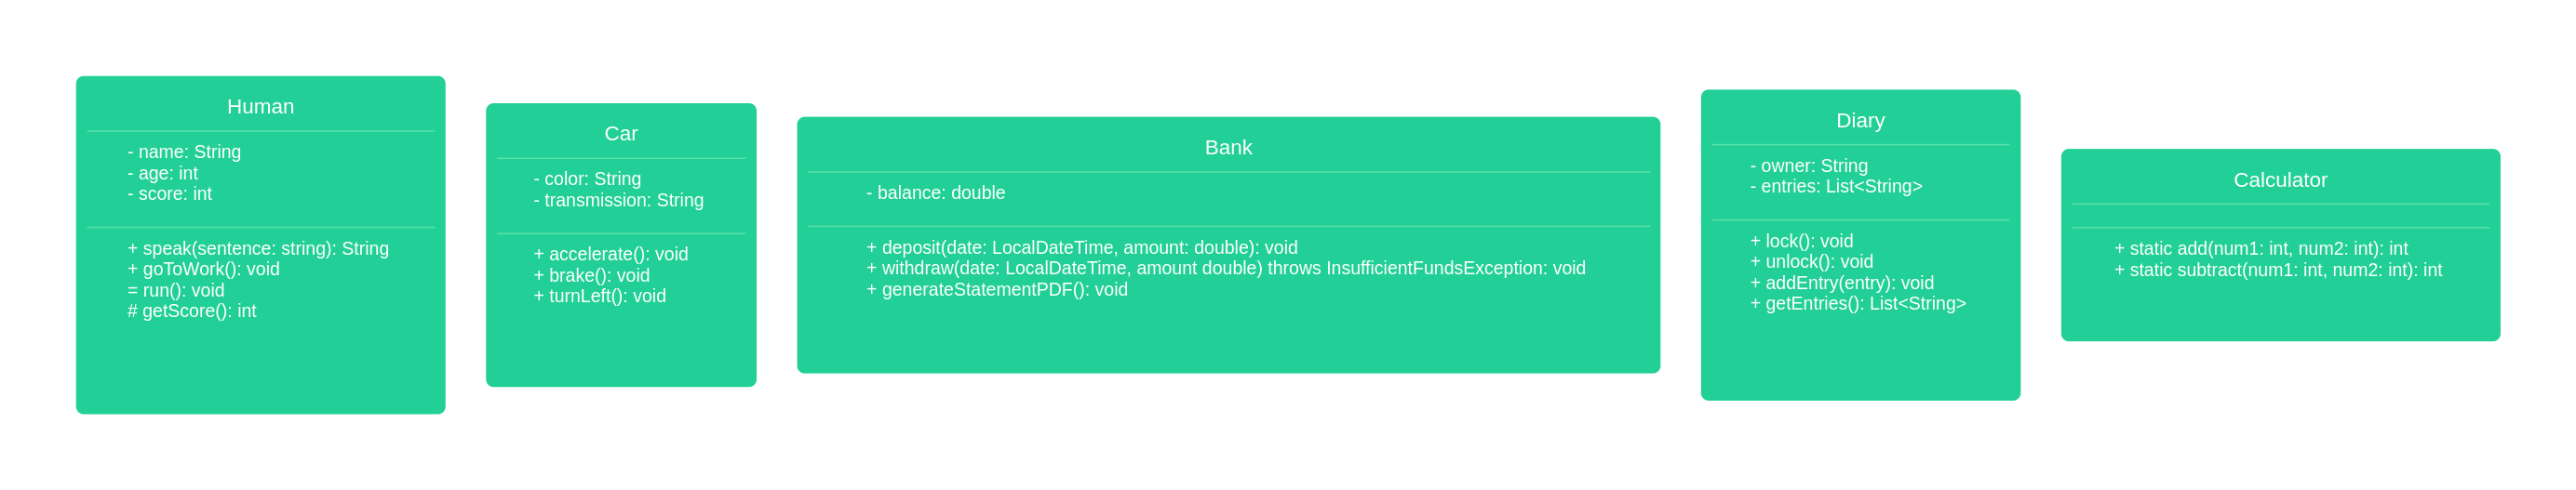 Human
- name: String
- age: int
- score: int
+ speak(sentence: string): String
+ goToWork(): void
= run(): void
# getScore(): int
Car
- color: String
- transmission: String
+ accelerate(): void
+ brake(): void
+ turnLeft(): void
Bank
- balance: double
+ deposit(date: LocalDateTime, amount: double): void
+ withdraw(date: LocalDateTime, amount double) throws InsufficientFundsException: void
+ generateStatementPDF(): void
Diary
- owner: String
- entries: List<String>
+ lock(): void
+ unlock(): void
+ addEntry(entry): void
+ getEntries(): List<String>
Calculator
+ static add(num1: int, num2: int): int
+ static subtract(num1: int, num2: int): int